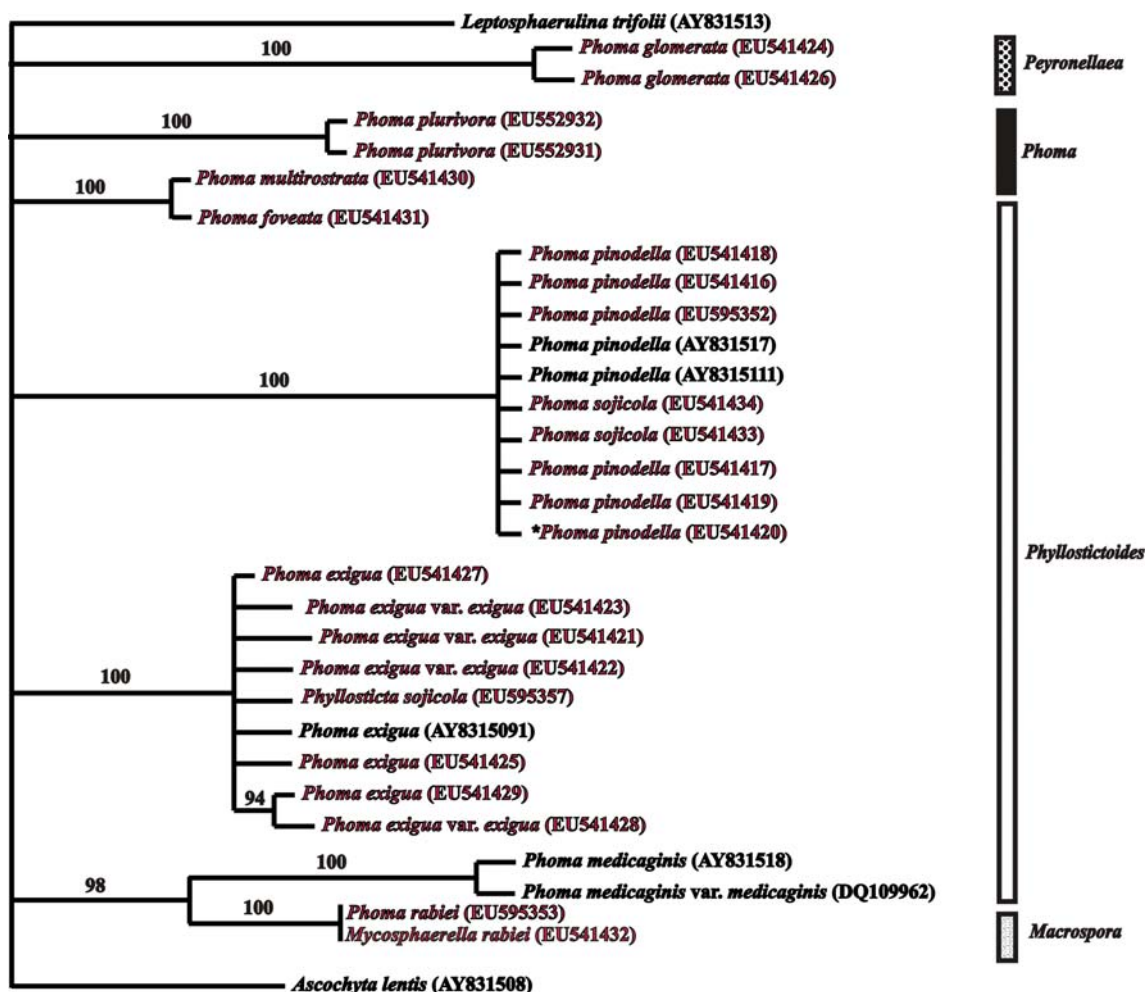 Leptosphaerulina trifolii (AY831513)
100
Phoma glomerata (EU541424)
Phoma glomerata (EU541426)
Peyronellaea
100
Phoma plurivora (EU552932)
Phoma plurivora (EU552931)
Phoma
100
Phoma multirostrata (EU541430)
Phoma foveata (EU541431)
Phoma pinodella (EU541418)
Phoma pinodella (EU541416)
Phoma pinodella (EU595352)
Phoma pinodella (AY831517)
Phoma pinodella (AY8315111)
100
Phoma sojicola (EU541434)
Phoma sojicola (EU541433)
Phoma pinodella (EU541417)
Phoma pinodella (EU541419)
*Phoma pinodella (EU541420)
Phyllostictoides
Phoma exigua (EU541427)
Phoma exigua var. exigua (EU541423)
Phoma exigua var. exigua (EU541421)
Phoma exigua var. exigua (EU541422)
100
Phyllosticta sojicola (EU595357)
Phoma exigua (AY8315091)
Phoma exigua (EU541425)
94
Phoma exigua (EU541429)
Phoma exigua var. exigua (EU541428)
98
100
Phoma medicaginis (AY831518)
Phoma medicaginis var. medicaginis (DQ109962)
100
Phoma rabiei (EU595353)
Mycosphaerella rabiei (EU541432)
Macrospora
Ascochyta lentis (AY831508)